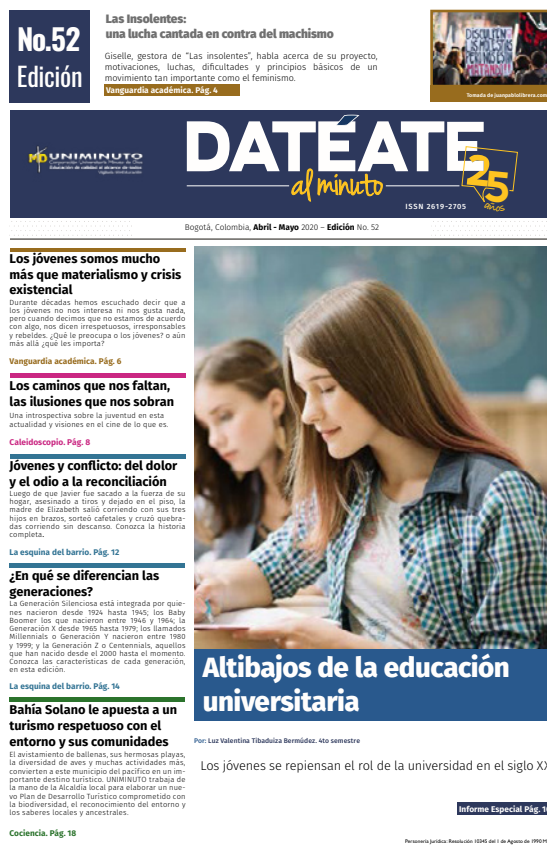 No.52
Edición
Las Insolentes:
una lucha cantada en contra del machismo
Giselle, gestora de "Las insolentes", habla acerca de su proyecto,
motivaciones, luchas, dificultades y principios básicos de un
movimiento tan importante como el feminismo.
Vanguardia académica. Pág. 4
Tomada de juanpablolibrera.com
UNIMINUTO
Corporación Universitaria Minuto de Dios
Educación de calidad al alcance de todos
Vigilada MinEducación
DATÉATE
al minuto
25
años
ISSN 2619-2705
Bogotá, Colombia, Abril - Mayo 2020 – Edición No. 52
Los jóvenes somos mucho
más que materialismo y crisis
existencial
Durante décadas hemos escuchado decir que a
los jóvenes no nos interesa ni nos gusta nada,
pero cuando decimos que no estamos de acuerdo
con algo, nos dicen irrespetuosos, irresponsables
y rebeldes. ¿Qué le preocupa o los jóvenes? o aún
más allá ¿qué les importa?
Vanguardia académica. Pág. 6
Los caminos que nos faltan,
las ilusiones que nos sobran
Una introspectiva sobre la juventud en esta
actualidad y visiones en el cine de lo que es.
Caleidoscopio. Pág. 8
Jóvenes y conflicto: del dolor
y el odio a la reconciliación
Luego de que Javier fue sacado a la fuerza de su
hogar, asesinado a tiros y dejado en el piso, la
madre de Elizabeth salió corriendo con sus tres
hijos en brazos, sorteó cafetales y cruzó quebra-
das corriendo sin descanso. Conozca la historia
completa.
La esquina del barrio. Pág. 12
¿En qué se diferencian las
generaciones?
La Generación Silenciosa está integrada por quie-
nes nacieron desde 1924 hasta 1945; los Baby
Boomer los que nacieron entre 1946 y 1964; la
Generación X desde 1965 hasta 1979; los llamados
Millennials o Generación Y nacieron entre 1980
y 1999; y la Generación Z o Centennials, aquellos
que han nacido desde el 2000 hasta el momento.
Conozca las características de cada generación,
en esta edición.
La esquina del barrio. Pág. 14
Bahía Solano le apuesta a un
turismo respetuoso con el
entorno y sus comunidades
El avistamiento de ballenas, sus hermosas playas,
la diversidad de aves y muchas actividades más,
convierten a este municipio del pacífico en un im-
portante destino turístico. UNIMINUTO trabaja de
la mano de la Alcaldía local para elaborar un nue-
vo Plan de Desarrollo Turístico comprometido con
la biodiversidad, el reconocimiento del entorno y
los saberes locales y ancestrales.
Cociencia. Pág. 18
Altibajos de la educación
universitaria
Por: Luz Valentina Tibaduiza Bermúdez. 4to semestre
Los jóvenes se repiensan el rol de la universidad en el siglo XX
Informe Especial Pág. 10
Personería Jurídica: Resolución 10345 del 1 de Agosto de 1990 M